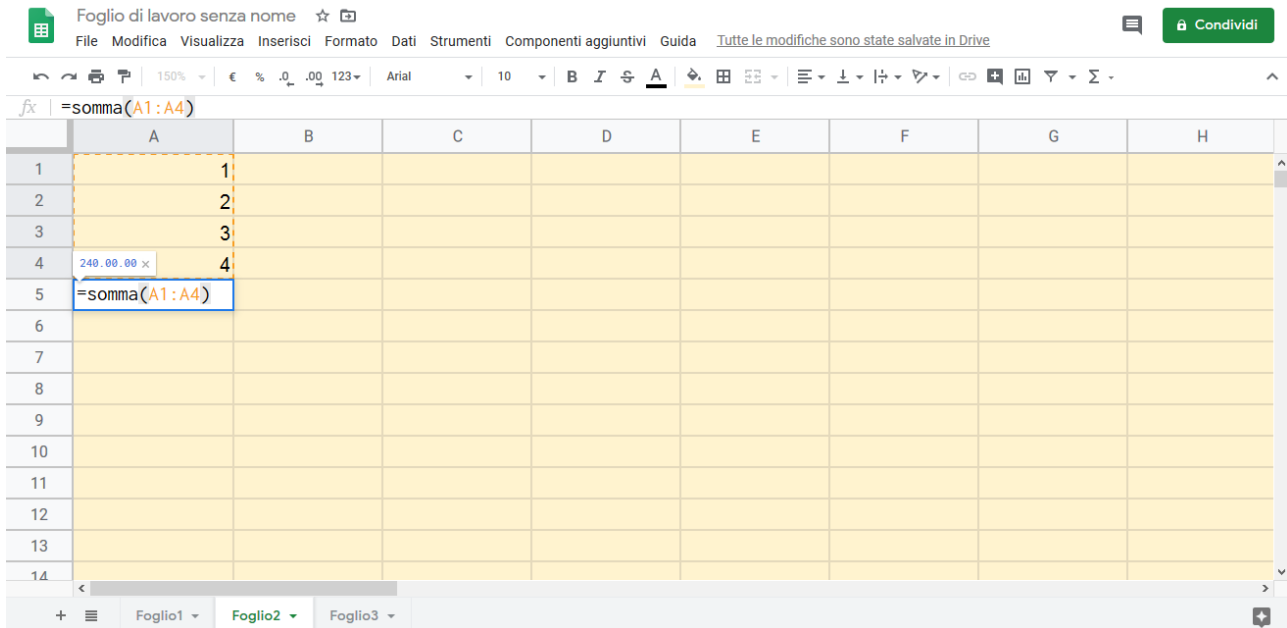 Foglio di lavoro senza nome
File Modifica Visualizza Inserisci Formato Dati Strumenti Componenti aggiuntivi Guida Tutte le modifiche sono state salvate in Drive
Condividi
150% € % .0 .00 123 Arial 10 B I S A Σ
fx =somma(A1:A4)
A B C D E F G H
1 1
2 2
3 3
4 240.00.00 × 4
5 =somma(A1:A4)
6
7
8
9
10
11
12
13
14
+ Foglio1 Foglio2 Foglio3